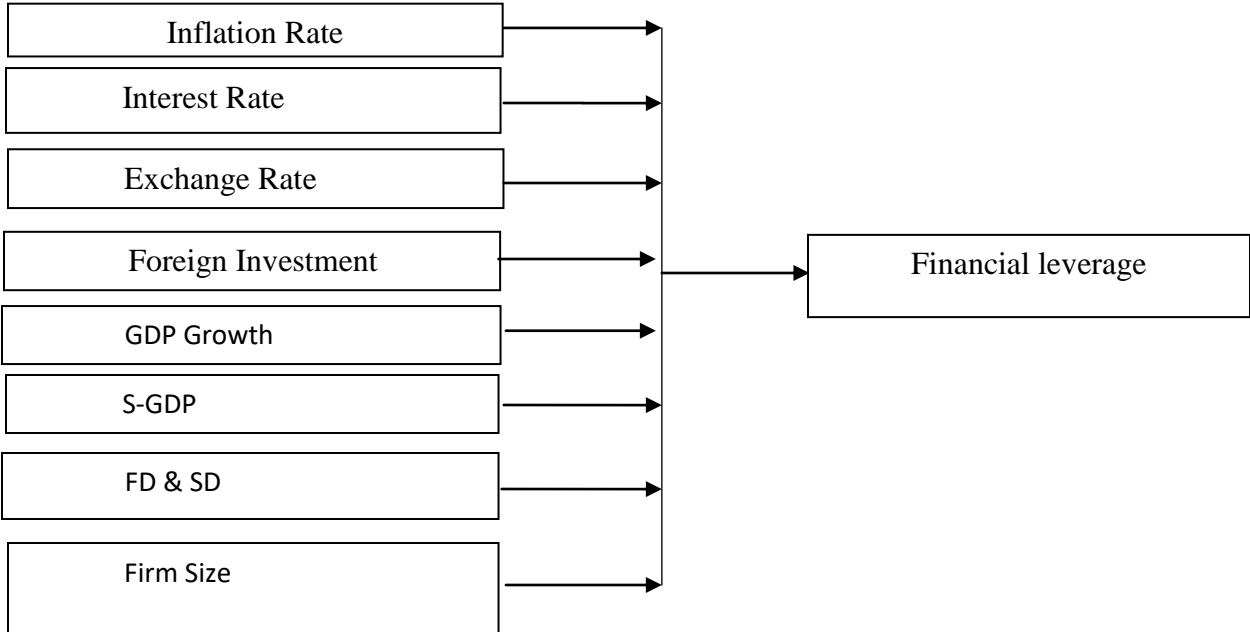 Inflation Rate
Interest Rate
Exchange Rate
Foreign Investment
Financial leverage
GDP Growth
S-GDP
FD & SD
Firm Size